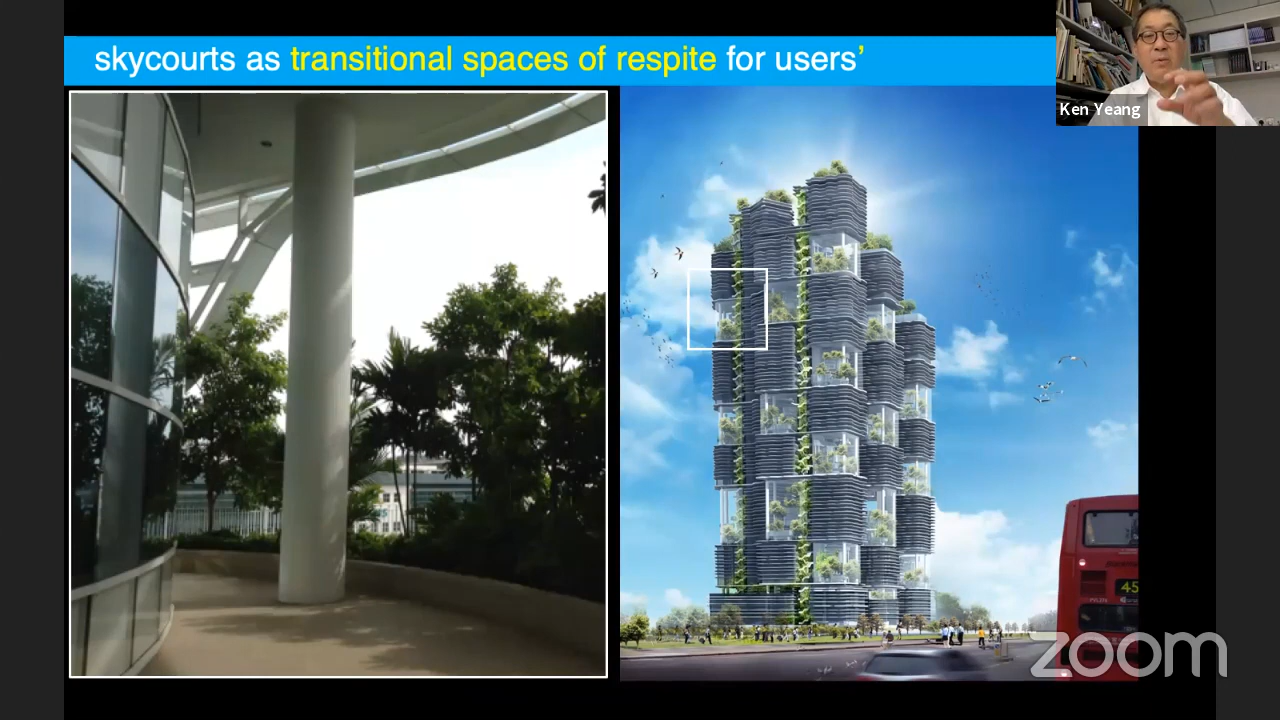 skycourts as transitional spaces of respite for users’
Ken Yeang
45
zoom